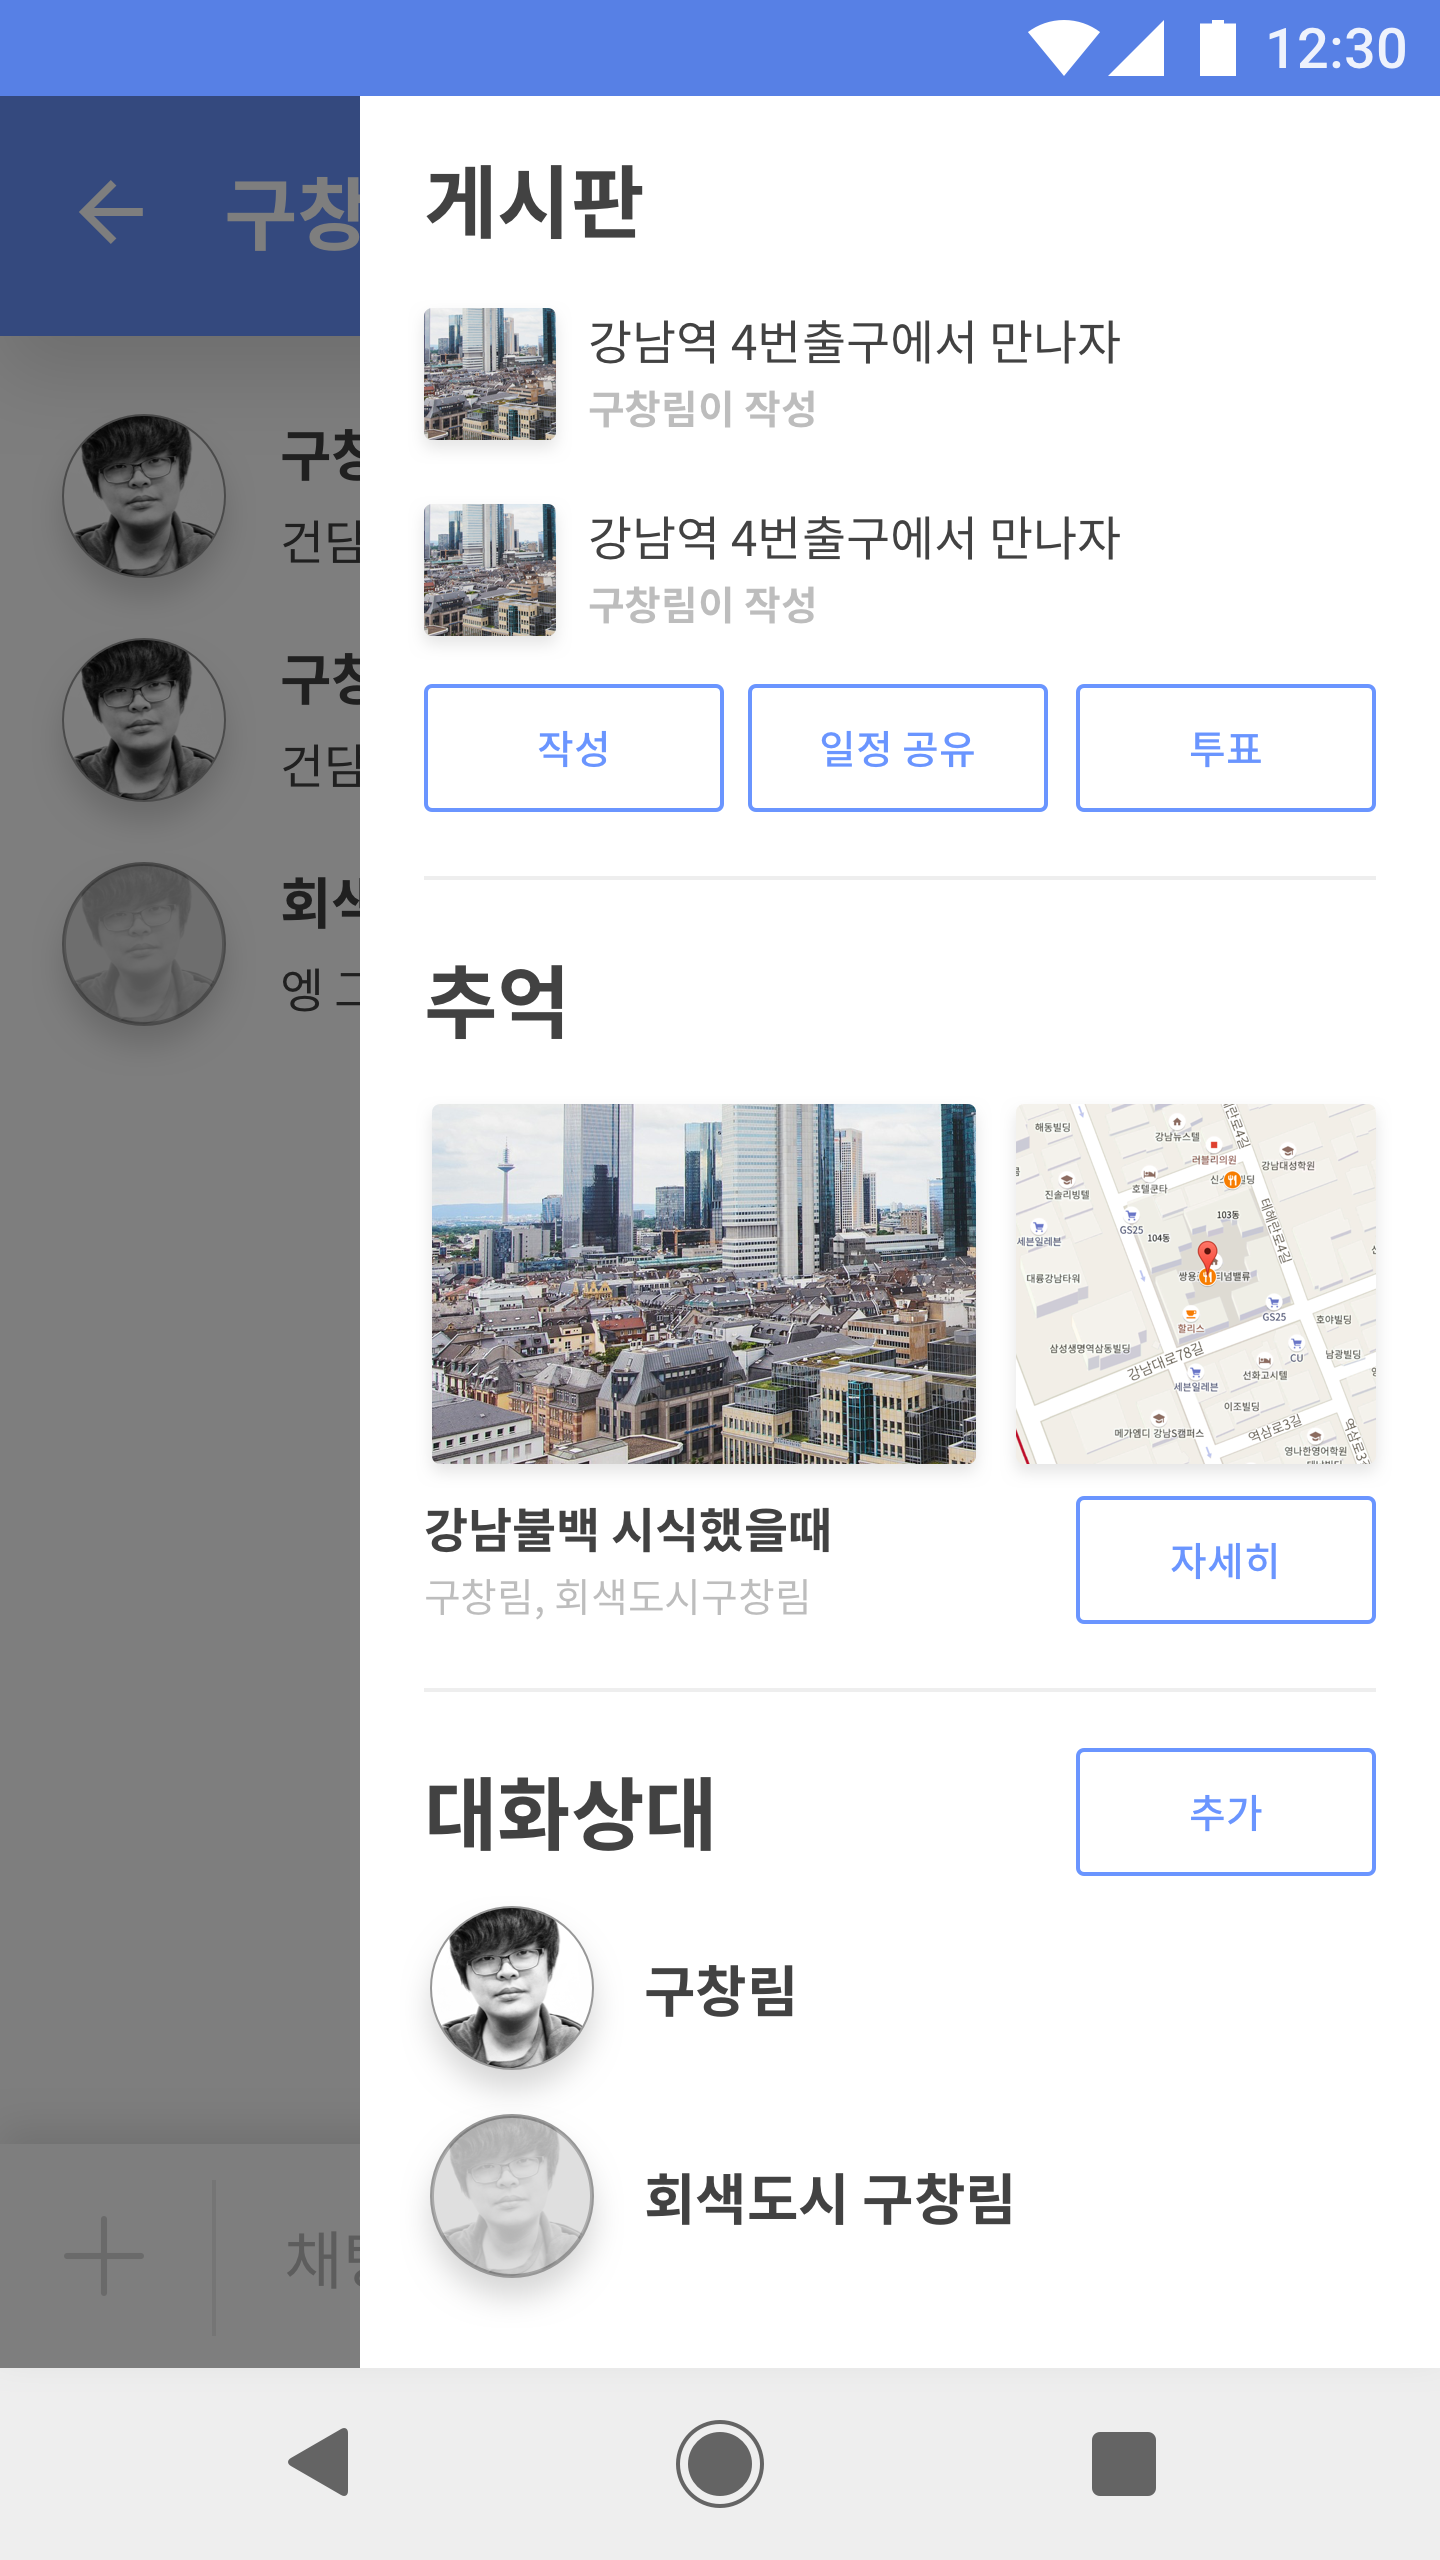 12:30
구창
구창
건담
구창
건담
회색
엥 그
채팅
게시판
강남역 4번출구에서 만나자
구창림이 작성
강남역 4번출구에서 만나자
구창림이 작성
작성
일정 공유
투표
추억
해동빌딩
강남뉴스텔
러블리의원
강남대성학원
진솔리빙텔
호텔쿤타
테헤란로4길
103동
GS25
104동
세븐일레븐
대륭강남타워
할리스
GS25
호야빌딩
삼성생명역삼동빌딩
강남대로78길
CU
남광빌딩
세븐일레븐
선화고시텔
이조빌딩
메가엠디 강남S캠퍼스
역삼로3길
영나한영어학원
강남불백 시식했을때
구창림, 회색도시구창림
자세히
대화상대
추가
구창림
회색도시 구창림